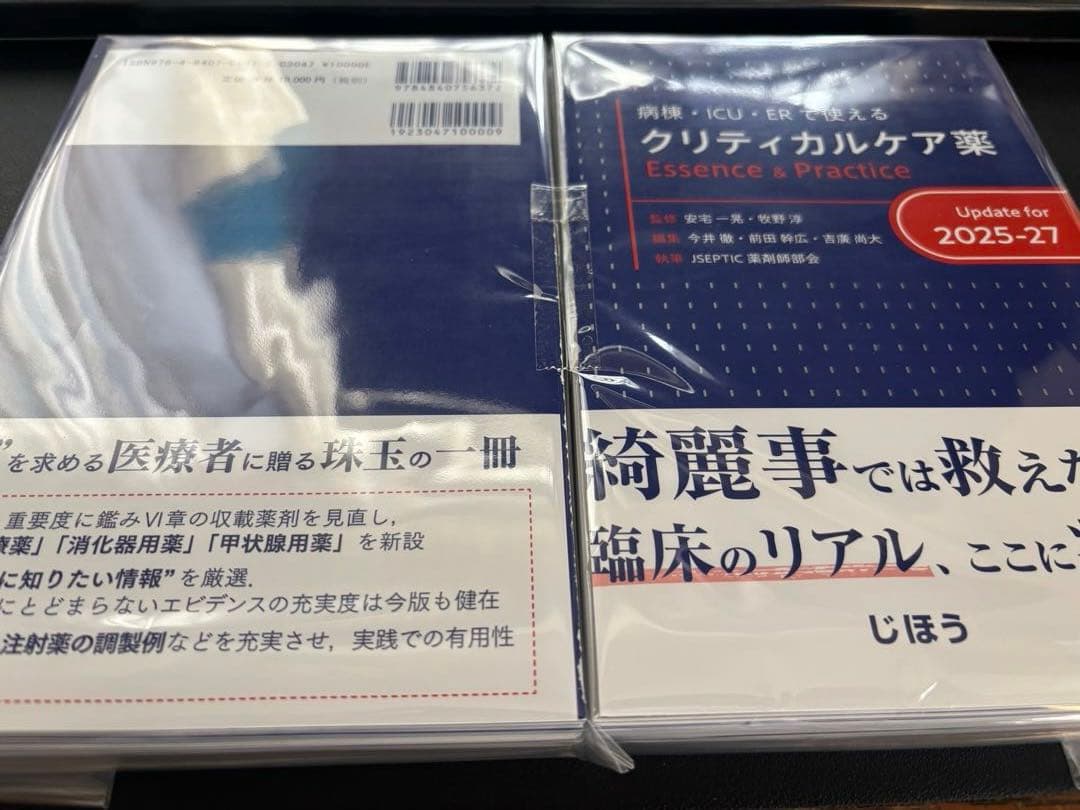 定価 10,000円(税別)
9784840736372
1923047100009
”を求める医療者に贈る珠玉の一冊
重要度に鑑みⅥ章の収載薬剤を見直し,
療薬」「消化器用薬」「甲状腺用薬」を新設
に知りたい情報”を厳選.
にとどまらないエビデンスの充実度は今版も健在
注射薬の調製例などを充実させ,実践での有用性
病棟・ICU・ERで使える
クリティカルケア薬
Essence & Practice
監修 安宅 一晃・牧野 淳
編集 今井 徹・前田 幹広・吉廣 尚大
執筆 JSEPTIC 薬剤師部会
Update for
2025-27
綺麗事では救えな
臨床のリアル、ここに
じほう